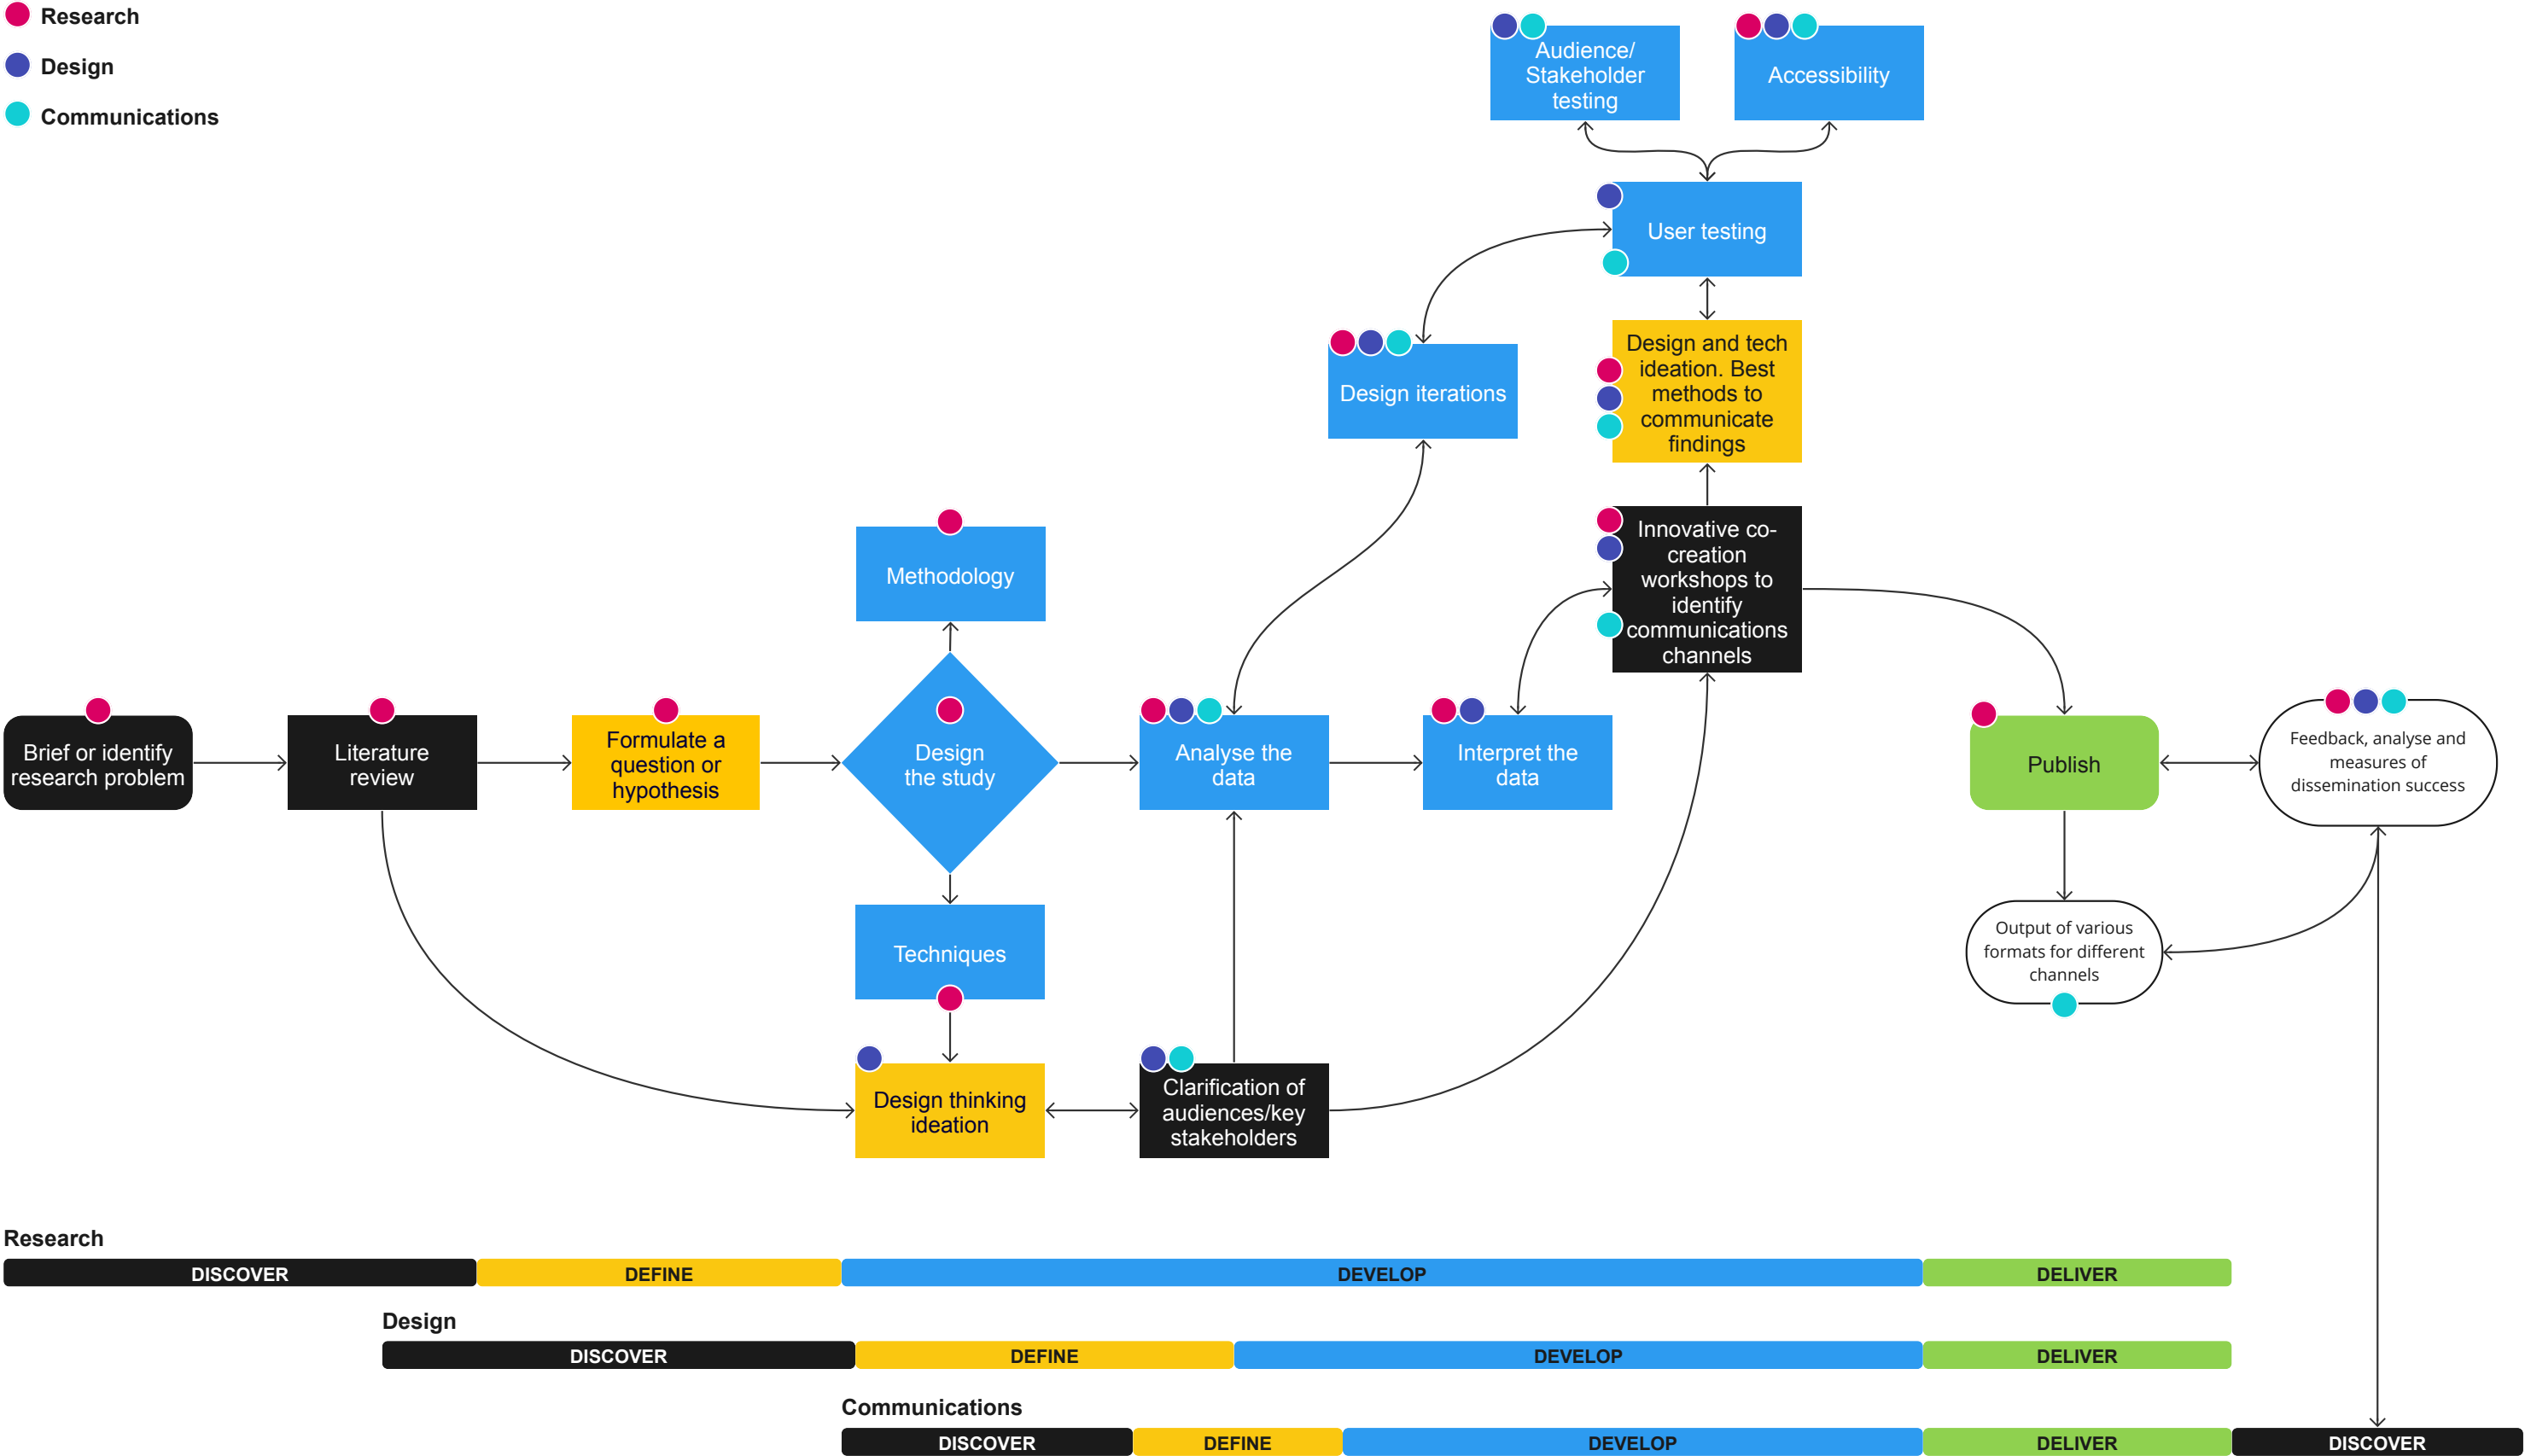 Research
Design
Communications
Audience/
Stakeholder
testing
Accessibility
User testing
Design iterations
Design and tech
ideation. Best
methods to
communicate
findings
Innovative co-
creation
workshops to
identify
communications
channels
Methodology
Brief or identify
research problem
Literature
review
Formulate a
question or
hypothesis
Design
the study
Analyse the
data
Interpret the
data
Publish
Feedback, analyse and
measures of
dissemination success
Techniques
Output of various
formats for different
channels
Design thinking
ideation
Clarification of
audiences/key
stakeholders
Research
DISCOVER DEFINE DEVELOP DELIVER
Design
DISCOVER DEFINE DEVELOP DELIVER
Communications
DISCOVER DEFINE DEVELOP DELIVER DISCOVER